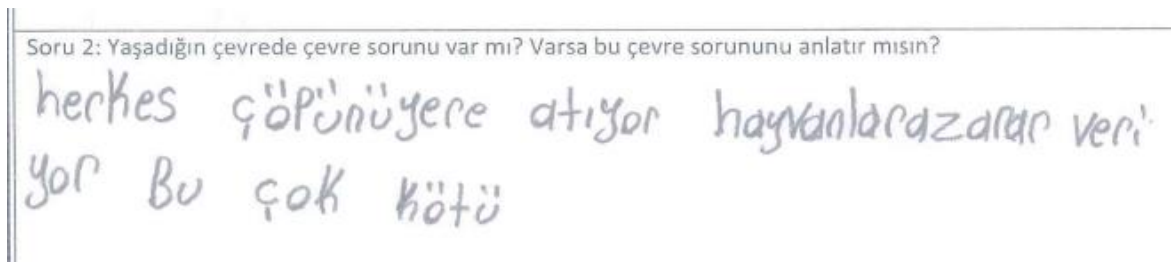 Soru 2: Yaşadığın çevrede çevre sorunu var mı? Varsa bu çevre sorununu anlatır mısın?
herkes çöpünüyere atıyor hayvanlarazarar veri
yor Bu çok kötü